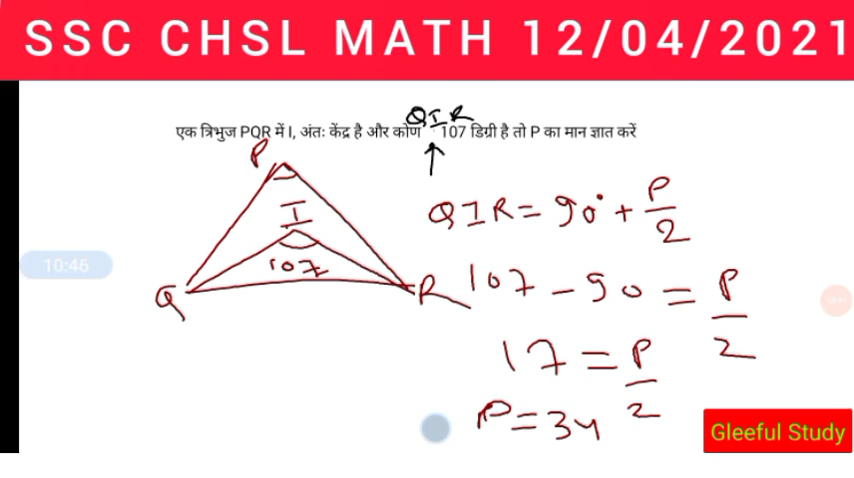 SSC CHSL MATH 12/04/2021
QIR
एक त्रिभुज PQR में I, अंतः केंद्र है और कोण 107 डिग्री है तो P का मान ज्ञात करें
P
I
107
Q
R
QIR = 90° + P/2
107 - 90 = P/2
17 = P/2
P = 34
10:46
Gleeful Study